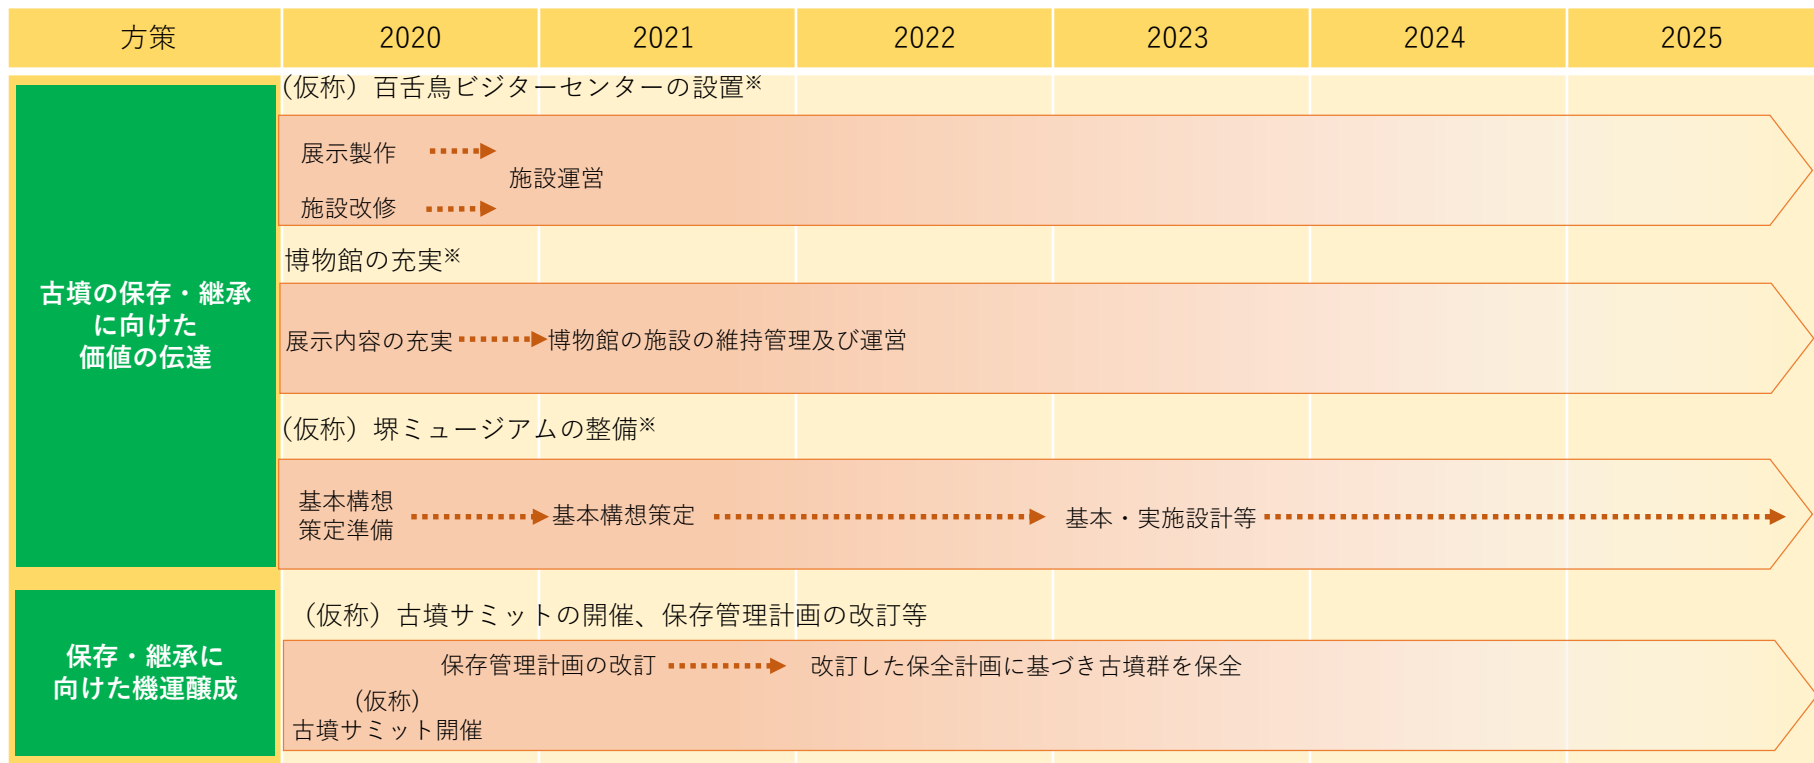 方策 2020 2021 2022 2023 2024 2025
古墳の保存・継承
に向けた
価値の伝達
（仮称）百舌鳥ビジターセンターの設置※
展示製作
施設運営
施設改修
博物館の充実※
展示内容の充実 博物館の施設の維持管理及び運営
（仮称）堺ミュージアムの整備※
基本構想
策定準備
基本構想策定
基本・実施設計等
保存・継承に
向けた機運醸成
（仮称）古墳サミットの開催、保存管理計画の改訂等
保存管理計画の改訂 改訂した保全計画に基づき古墳群を保全
（仮称）
古墳サミット開催